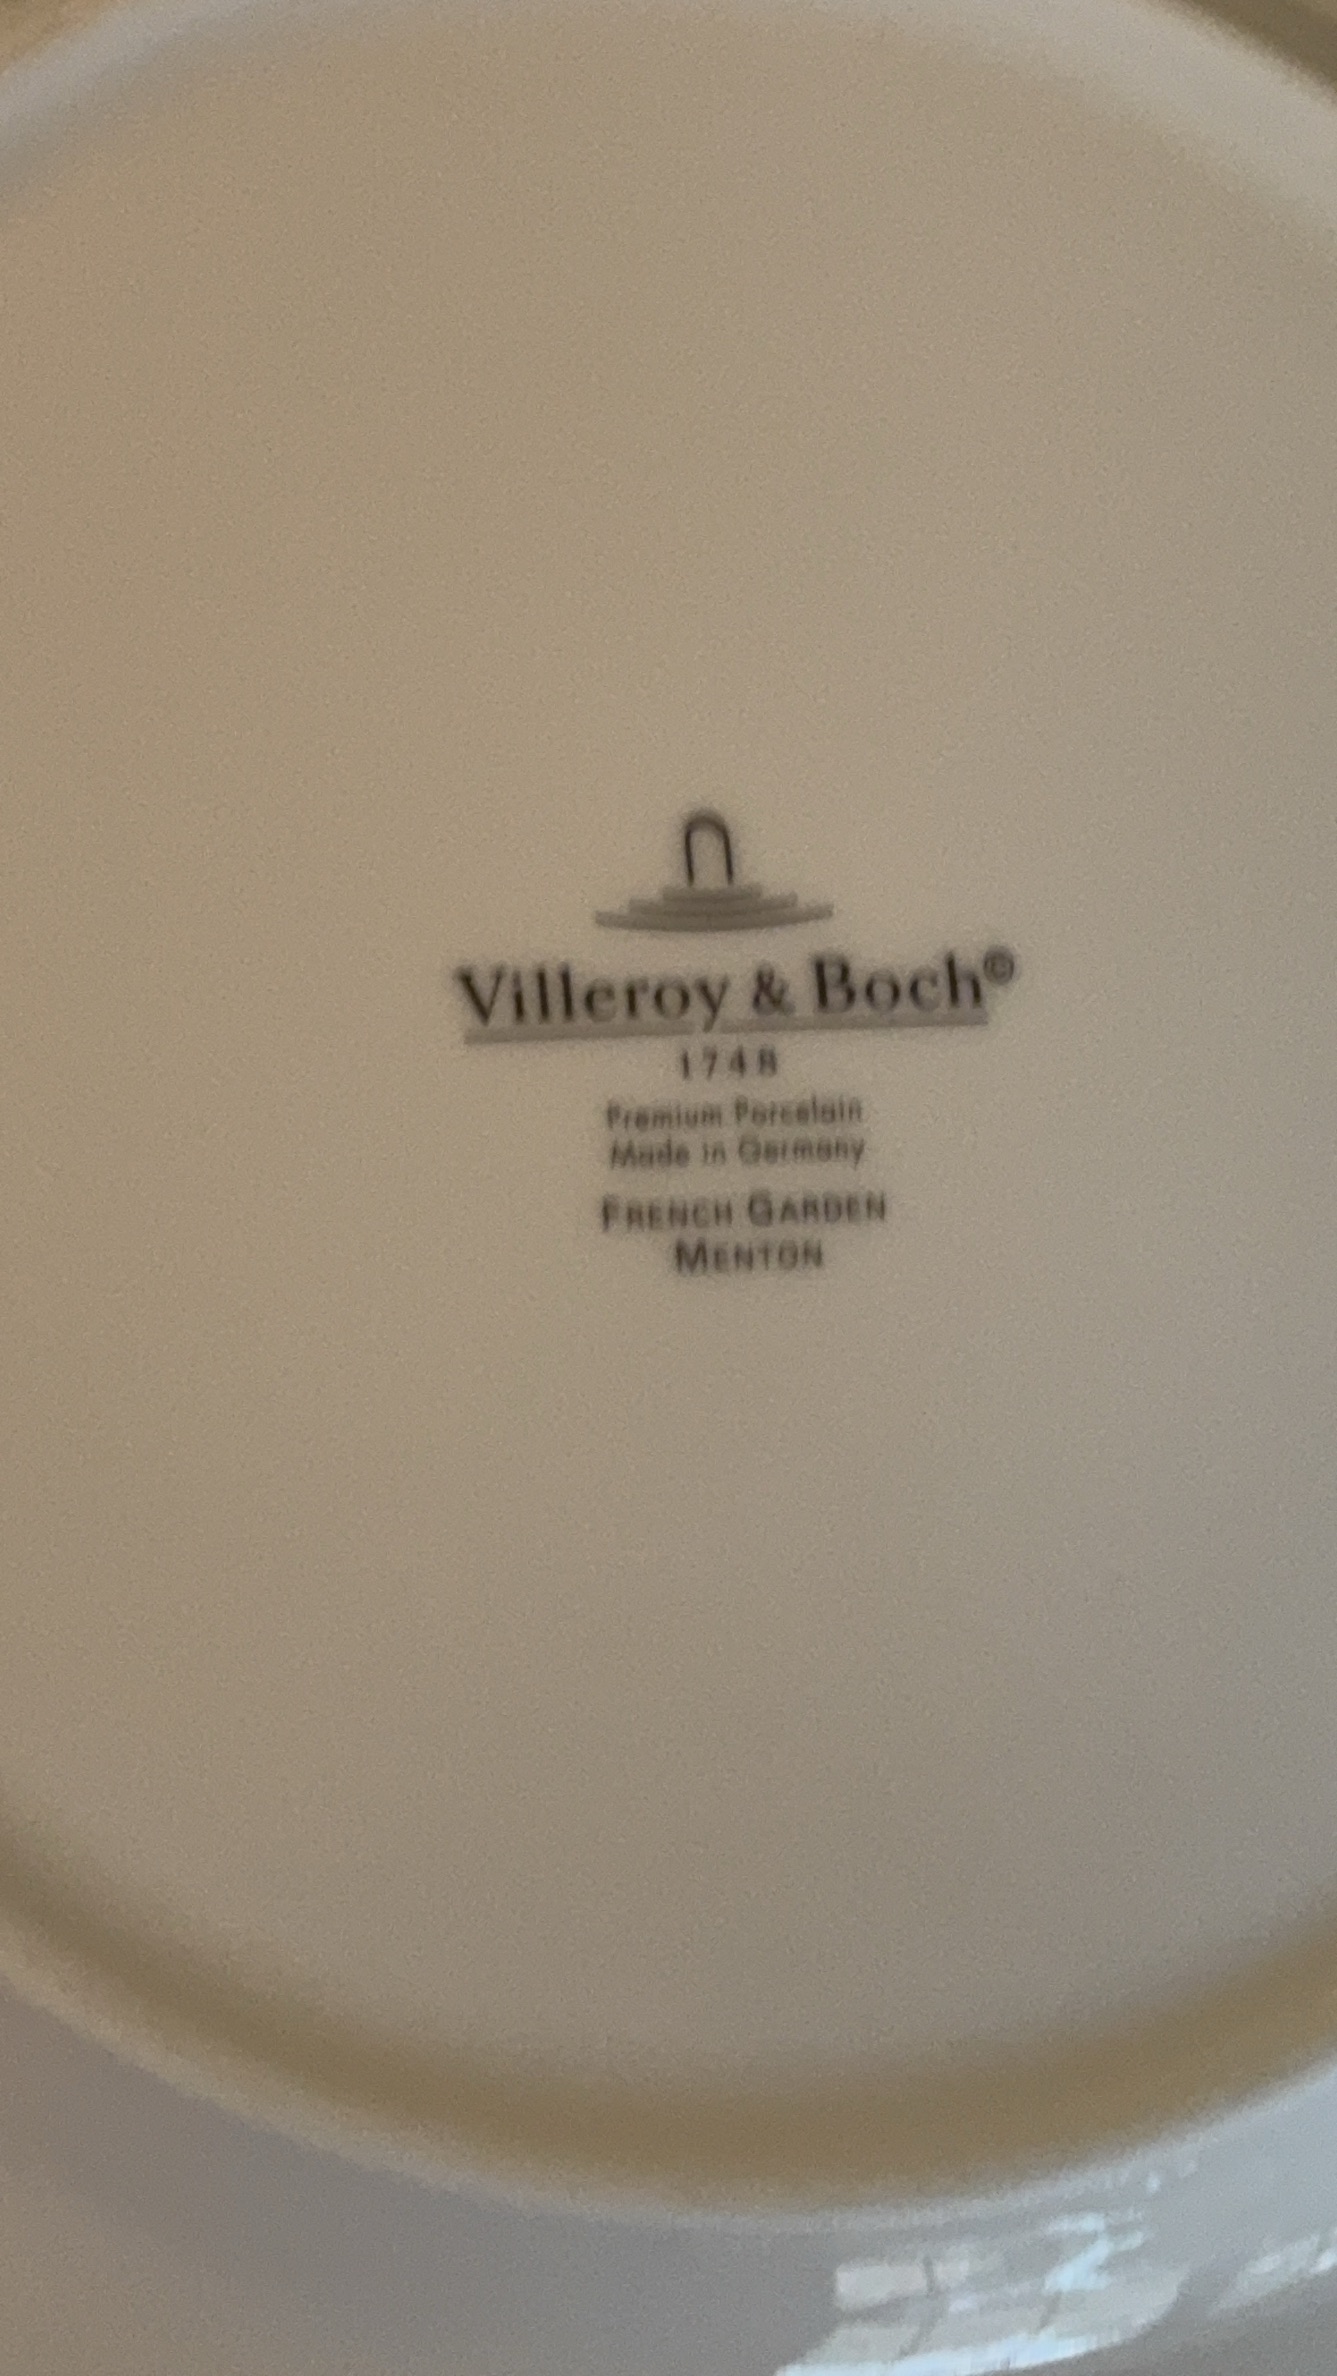 Villeroy & Boch©
1748
Premium Porcelain
Made in Germany
FRENCH GARDEN
MENTON